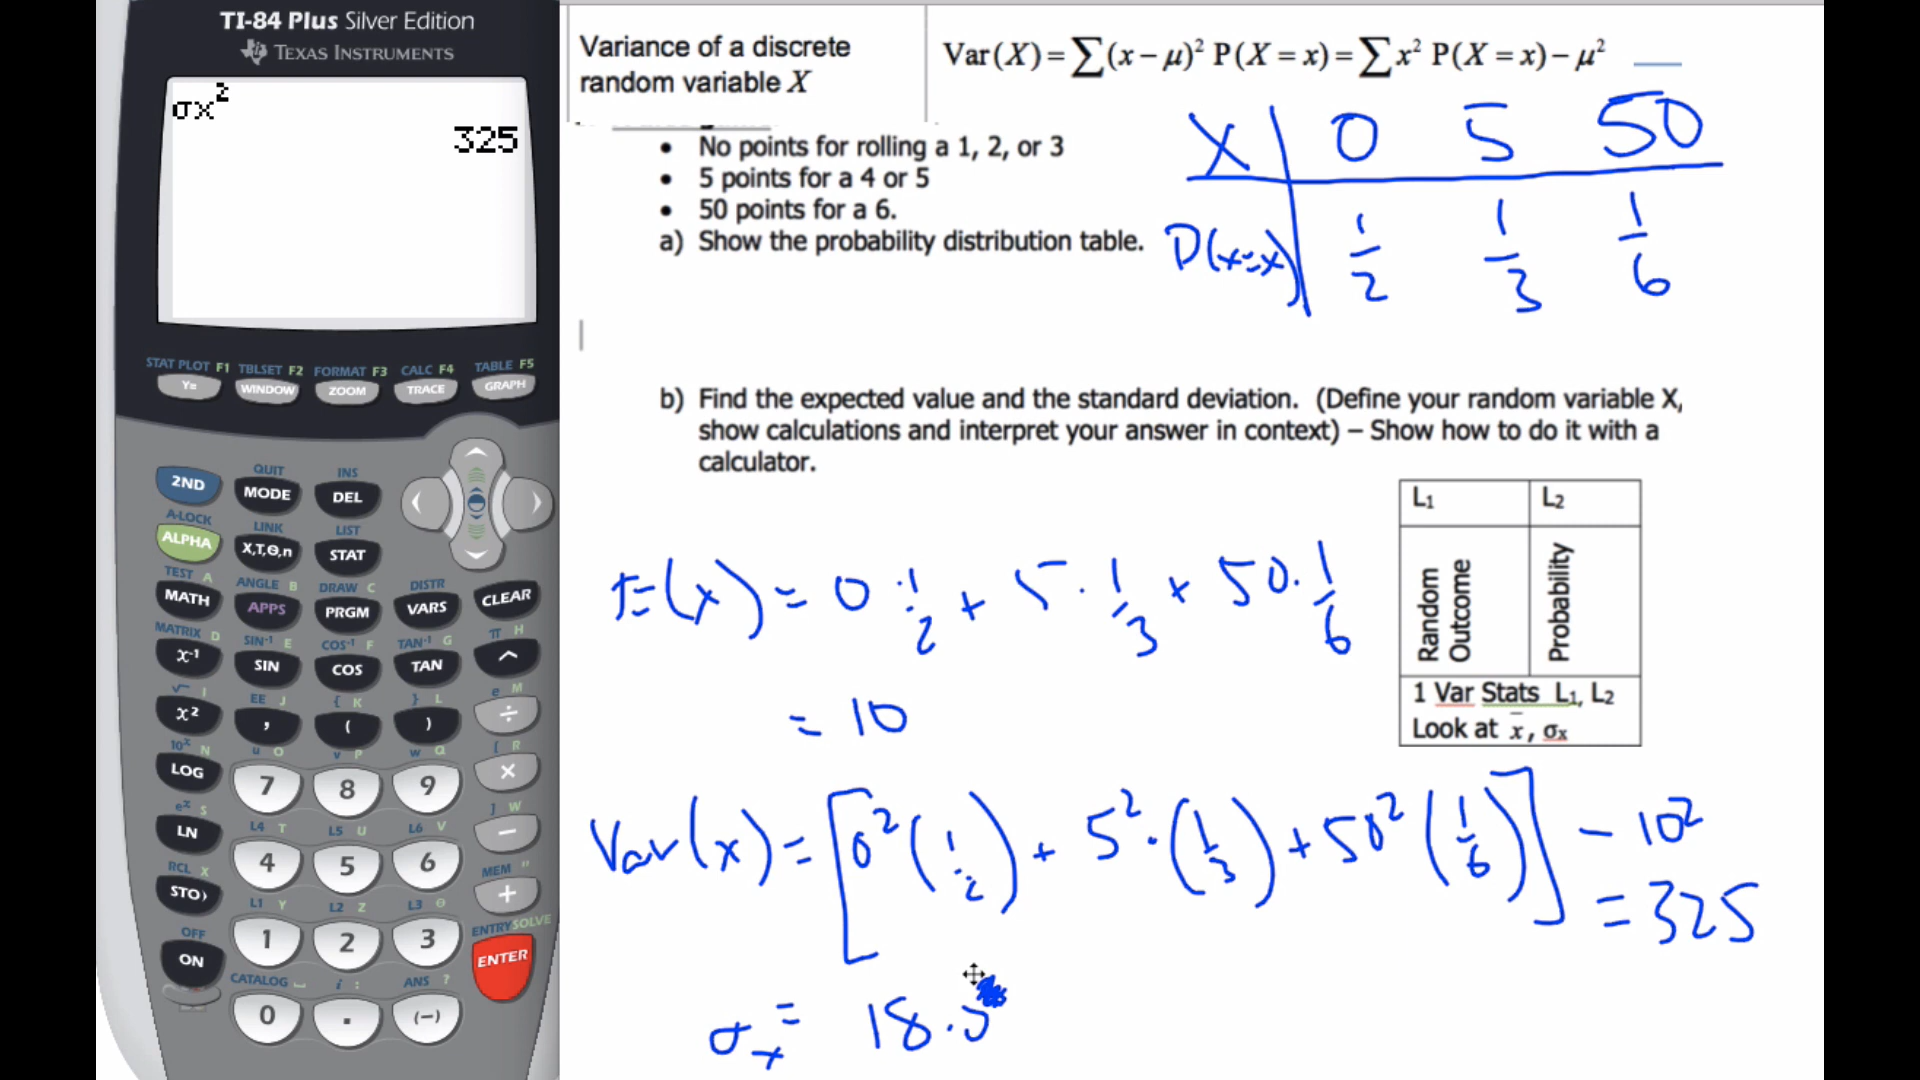 TI-84 Plus Silver Edition
TEXAS INSTRUMENTS
σx²
325
STAT PLOT F1 TBLSET F2 FORMAT F3 CALC F4 TABLE F5
Y= WINDOW ZOOM TRACE GRAPH
QUIT INS
2ND MODE DEL
A-LOCK LINK LIST
ALPHA X,T,Θ,n STAT
TEST A ANGLE B DRAW C DISTR
MATH APPS PRGM VARS CLEAR
MATRIX D SIN⁻¹ E COS⁻¹ F TAN⁻¹ G π H
x⁻¹ SIN COS TAN ^
√ I EE J { K } L e M
x² , ( ) ÷
10ˣ N u O v P w Q [ R
LOG 7 8 9 ×
eˣ S L4 T L5 U L6 V ] W
LN 4 5 6 −
RCL X L1 Y L2 Z L3 θ MEM "
STO› 1 2 3 +
OFF CATALOG i : ANS ? ENTRY SOLVE
ON 0 . (−) ENTER
Variance of a discrete
random variable X
Var(X) = ∑(x − μ)² P(X = x) = ∑x² P(X = x) − μ²
• No points for rolling a 1, 2, or 3
• 5 points for a 4 or 5
• 50 points for a 6.
a) Show the probability distribution table.
X 0 5 50
P(x=x) 1/2 1/3 1/6
b) Find the expected value and the standard deviation. (Define your random variable X,
show calculations and interpret your answer in context) – Show how to do it with a
calculator.
L₁ L₂
Random Outcome Probability
1 Var Stats L₁, L₂
Look at x̄, σx
E(x) = 0 · 1/2 + 5 · 1/3 + 50 · 1/6
= 10
Var(x) = [0²(1/2) + 5² · (1/3) + 50²(1/6)] − 10²
= 325
σx = 18.